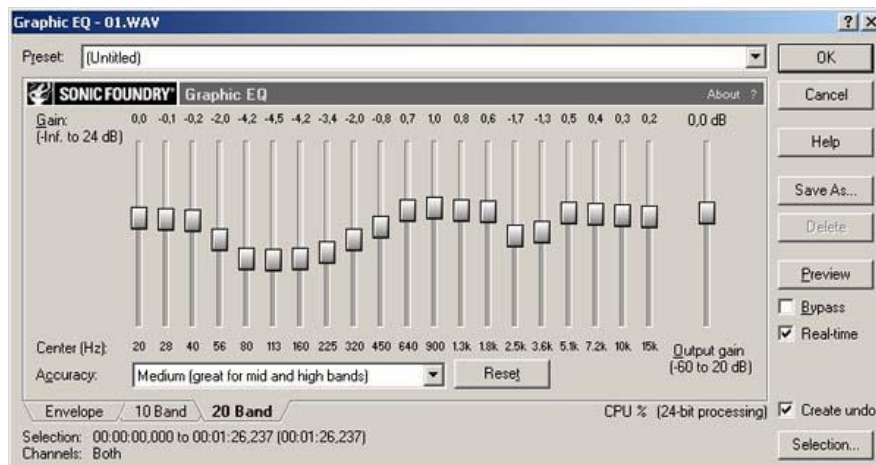 Graphic EQ - 01.WAV
Preset: (Untitled)
OK
SONIC FOUNDRY Graphic EQ About ?
Cancel
Gain: 0,0 -0,1 -0,2 -2,0 -4,2 -4,5 -4,2 -3,4 -2,0 -0,8 0,7 1,0 0,8 0,6 -1,7 -1,3 0,5 0,4 0,3 0,2 0,0 dB
(-Inf. to 24 dB)
Help
Save As...
Delete
Preview
Bypass
Real-time
Center (Hz): 20 28 40 56 80 113 160 225 320 450 640 900 1.3k 1.8k 2.5k 3.6k 5.1k 7.2k 10k 15k
Output gain
(-60 to 20 dB)
Accuracy: Medium (great for mid and high bands) Reset
Envelope 10 Band 20 Band CPU % (24-bit processing)
Create undo
Selection: 00:00:00,000 to 00:01:26,237 (00:01:26,237)
Channels: Both
Selection...